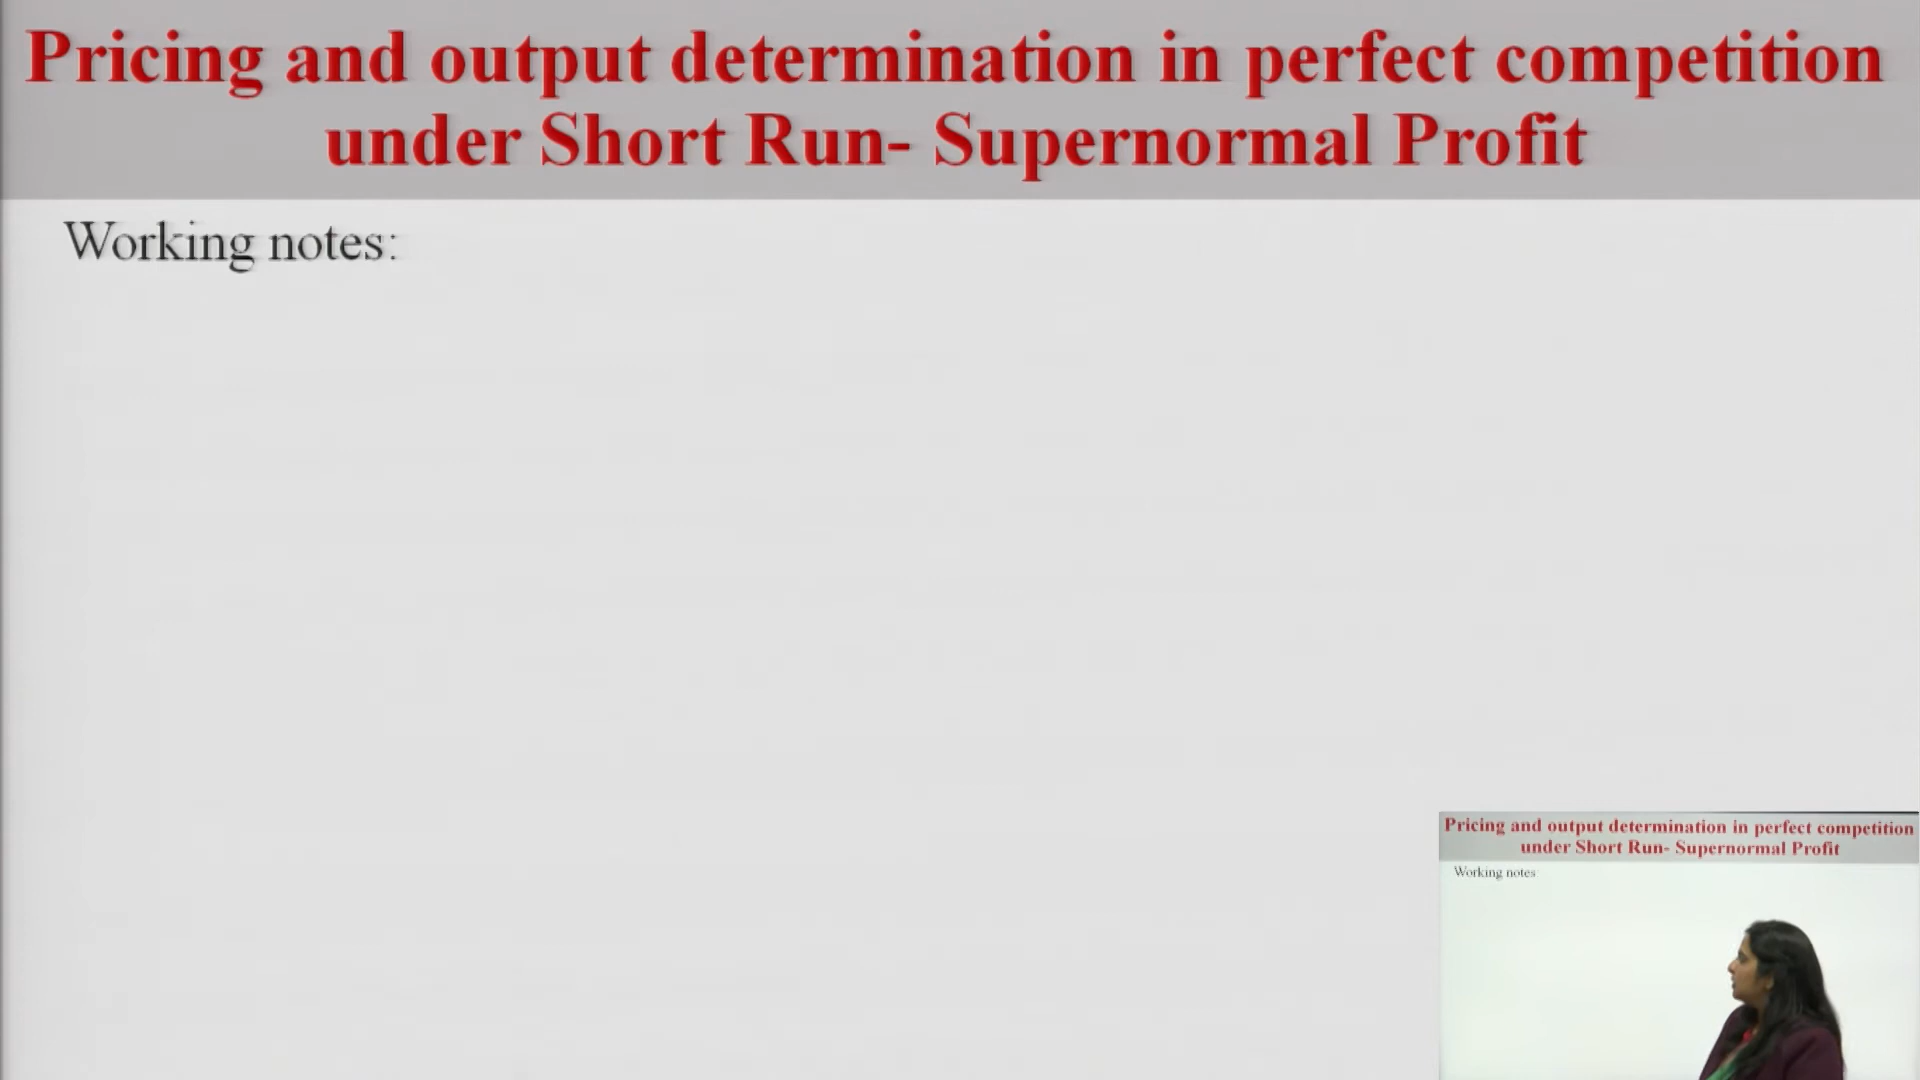 Pricing and output determination in perfect competition
under Short Run- Supernormal Profit
Working notes:
Pricing and output determination in perfect competition
under Short Run- Supernormal Profit
Working notes